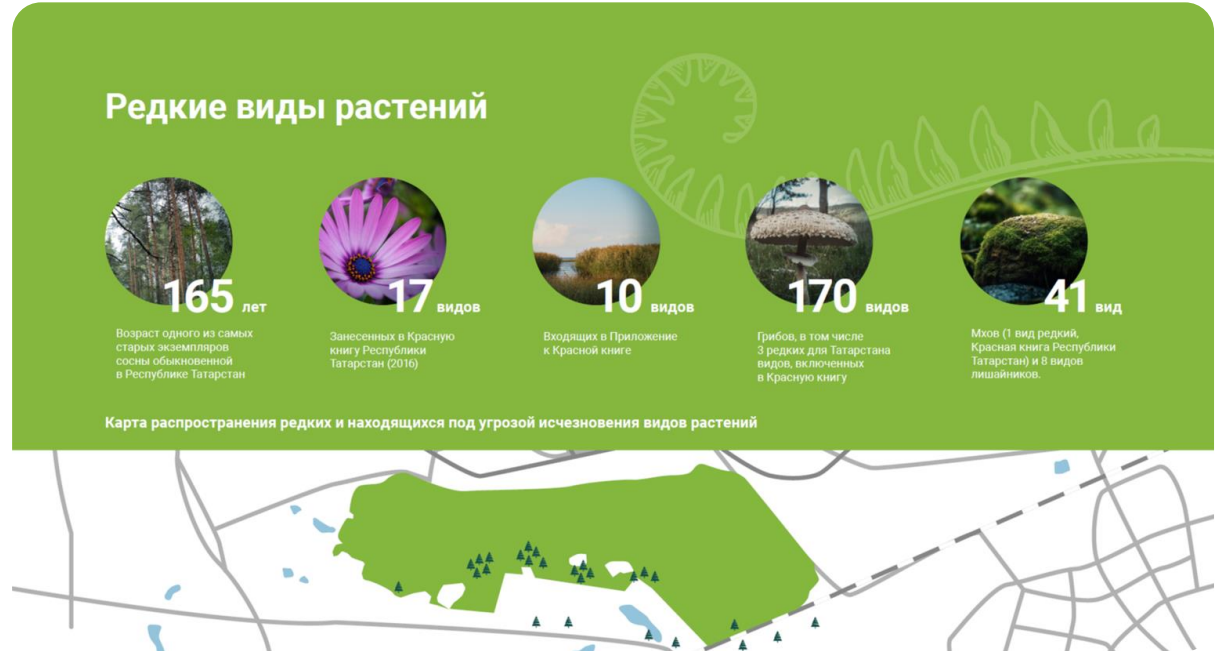 Редкие виды растений
165 лет
Возраст одного из самых
старых экземпляров
сосны обыкновенной
в Республике Татарстан
17 видов
Занесенных в Красную
книгу Республики
Татарстан (2016)
10 видов
Входящих в Приложение
к Красной книге
170 видов
Грибов, в том числе
3 редких для Татарстана
видов, включенных
в Красную книгу
41 вид
Мхов (1 вид редкий,
Красная книга Республики
Татарстан) и 8 видов
лишайников.
Карта распространения редких и находящихся под угрозой исчезновения видов растений